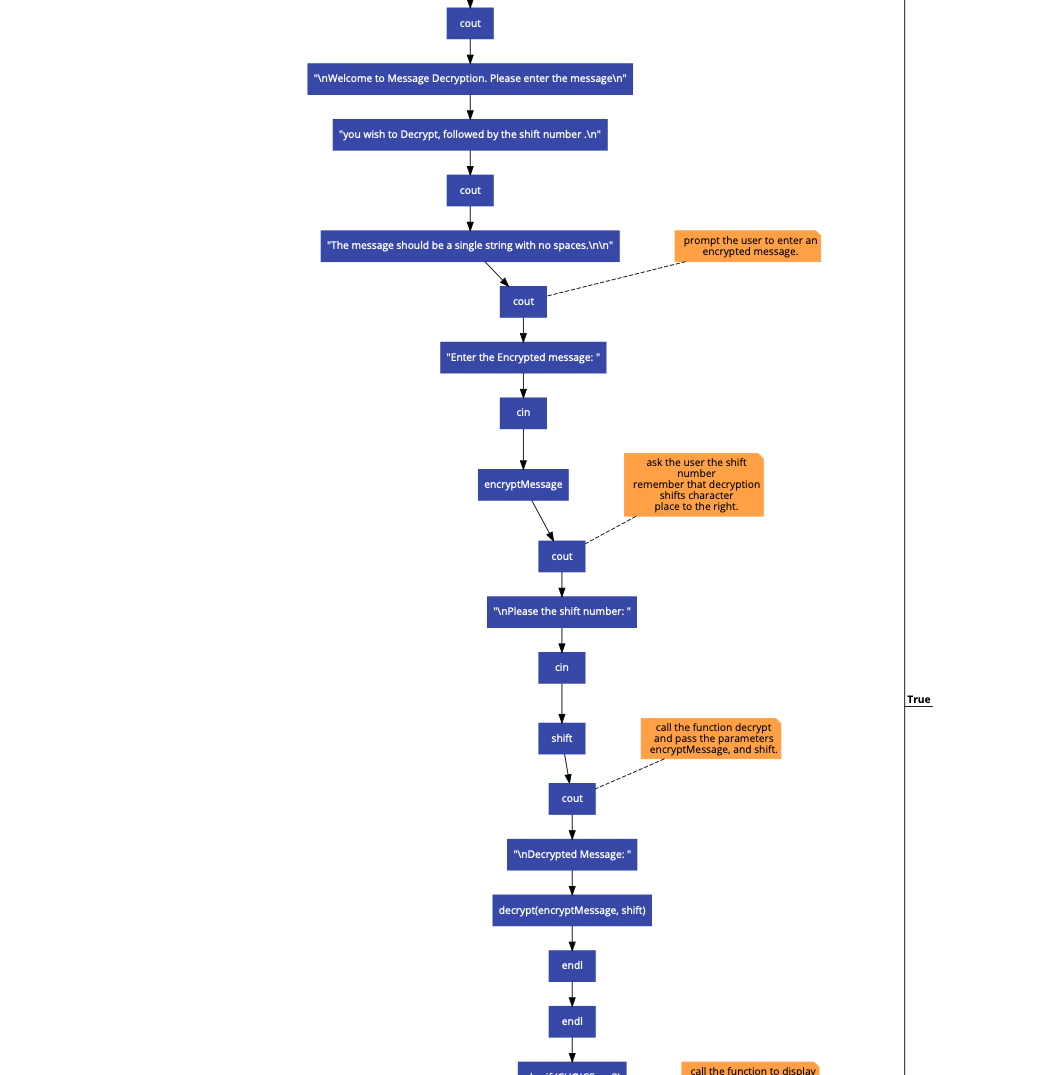 cout
"\nWelcome to Message Decryption. Please enter the message\n"
"you wish to Decrypt, followed by the shift number .\n"
cout
"The message should be a single string with no spaces.\n\n"
prompt the user to enter an
encrypted message.
cout
"Enter the Encrypted message: "
cin
encryptMessage
ask the user the shift
number
remember that decryption
shifts character
place to the right.
cout
"\nPlease the shift number: "
cin
True
shift
call the function decrypt
and pass the parameters
encryptMessage, and shift.
cout
"\nDecrypted Message: "
decrypt(encryptMessage, shift)
endl
endl
call the function to display